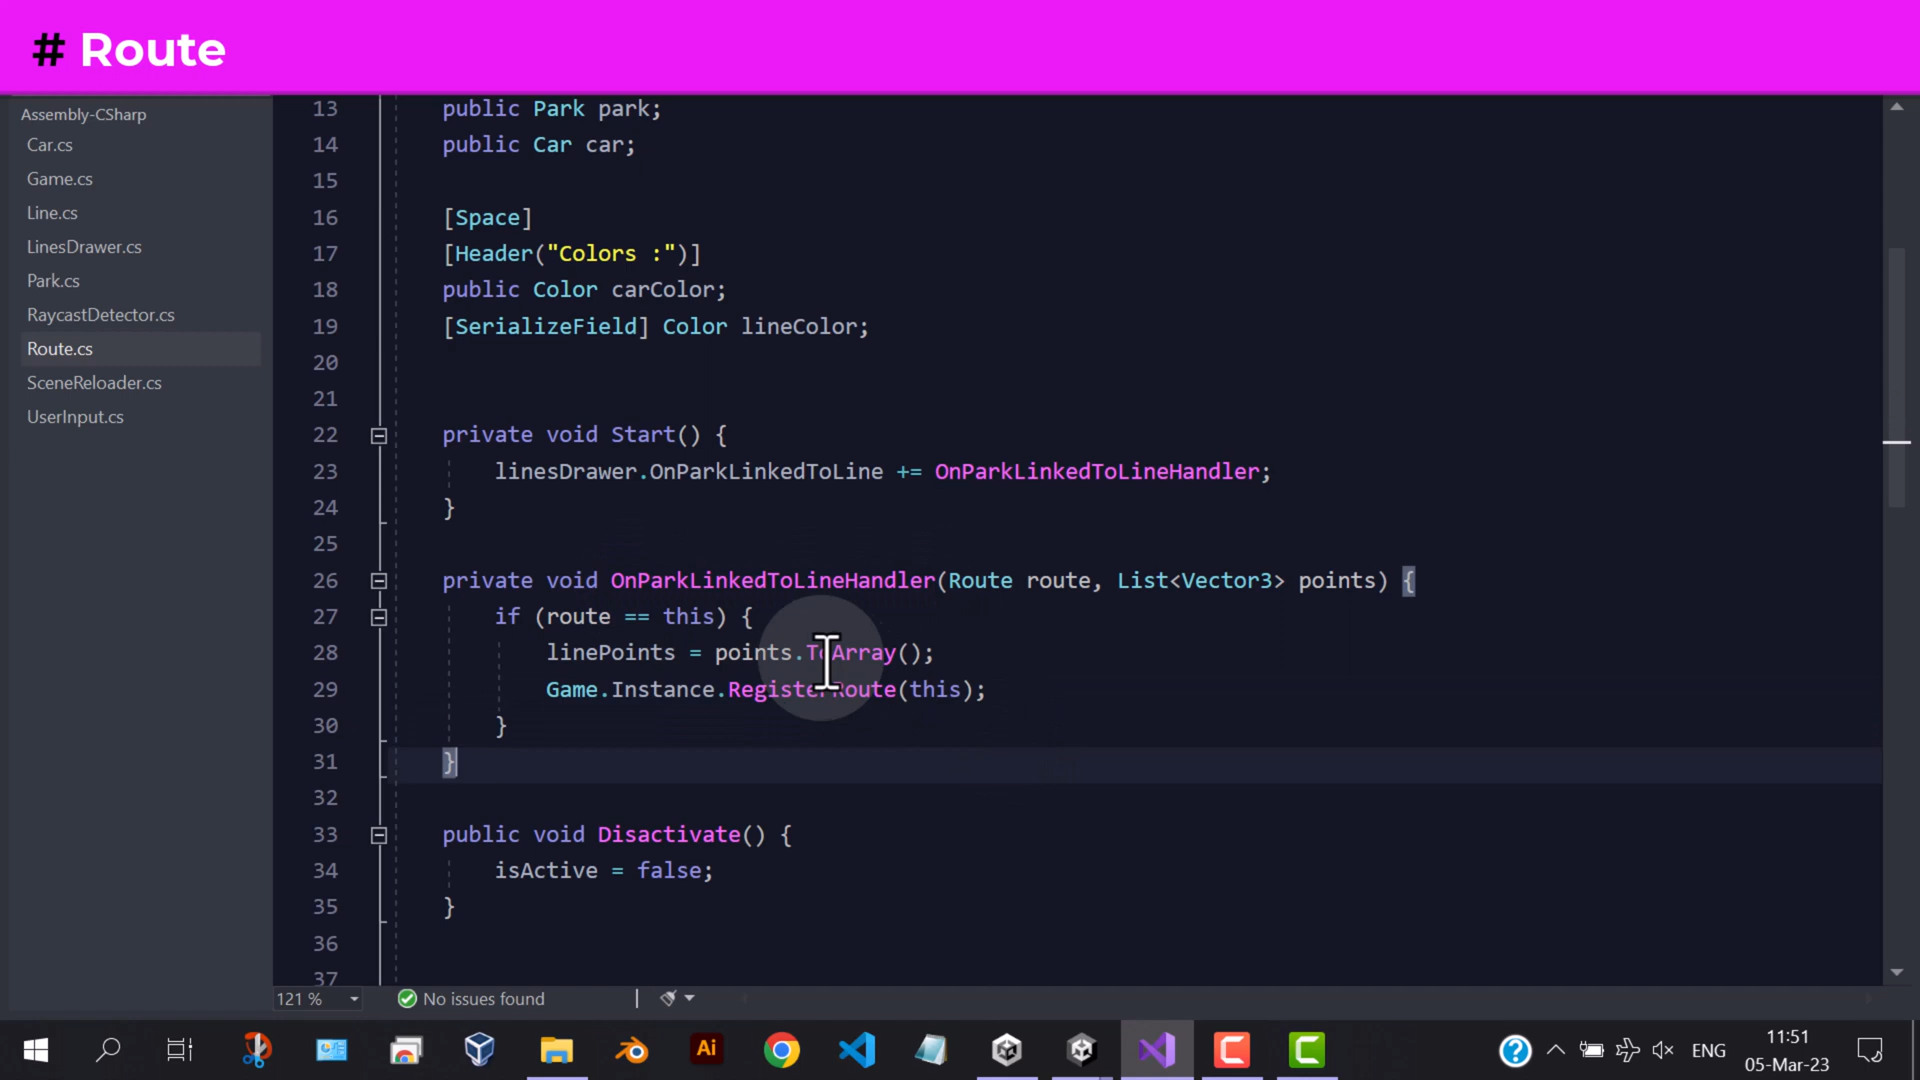 # Route
Assembly-CSharp
Car.cs
Game.cs
Line.cs
LinesDrawer.cs
Park.cs
RaycastDetector.cs
Route.cs
SceneReloader.cs
UserInput.cs
13 public Park park;
14 public Car car;
15
16 [Space]
17 [Header("Colors :")]
18 public Color carColor;
19 [SerializeField] Color lineColor;
20
21
22 private void Start() {
23 linesDrawer.OnParkLinkedToLine += OnParkLinkedToLineHandler;
24 }
25
26 private void OnParkLinkedToLineHandler(Route route, List<Vector3> points) {
27 if (route == this) {
28 linePoints = points.ToArray();
29 Game.Instance.RegisterRoute(this);
30 }
31 }
32
33 public void Disactivate() {
34 isActive = false;
35 }
36
37
121 % No issues found
Ai
ENG
11:51
05-Mar-23